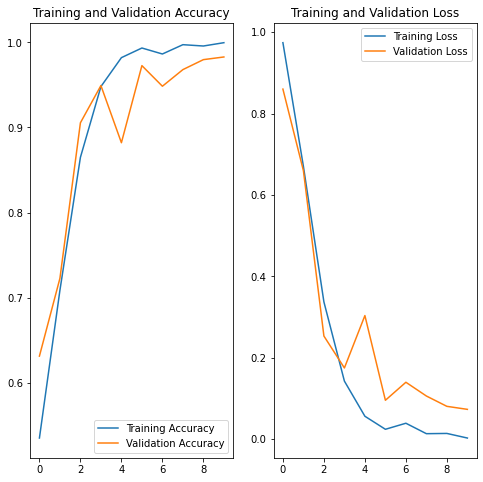 Training and Validation Accuracy
1.0
0.9
0.8
0.7
0.6
0 2 4 6 8
Training Accuracy
Validation Accuracy
Training and Validation Loss
1.0
0.8
0.6
0.4
0.2
0.0
0 2 4 6 8
Training Loss
Validation Loss